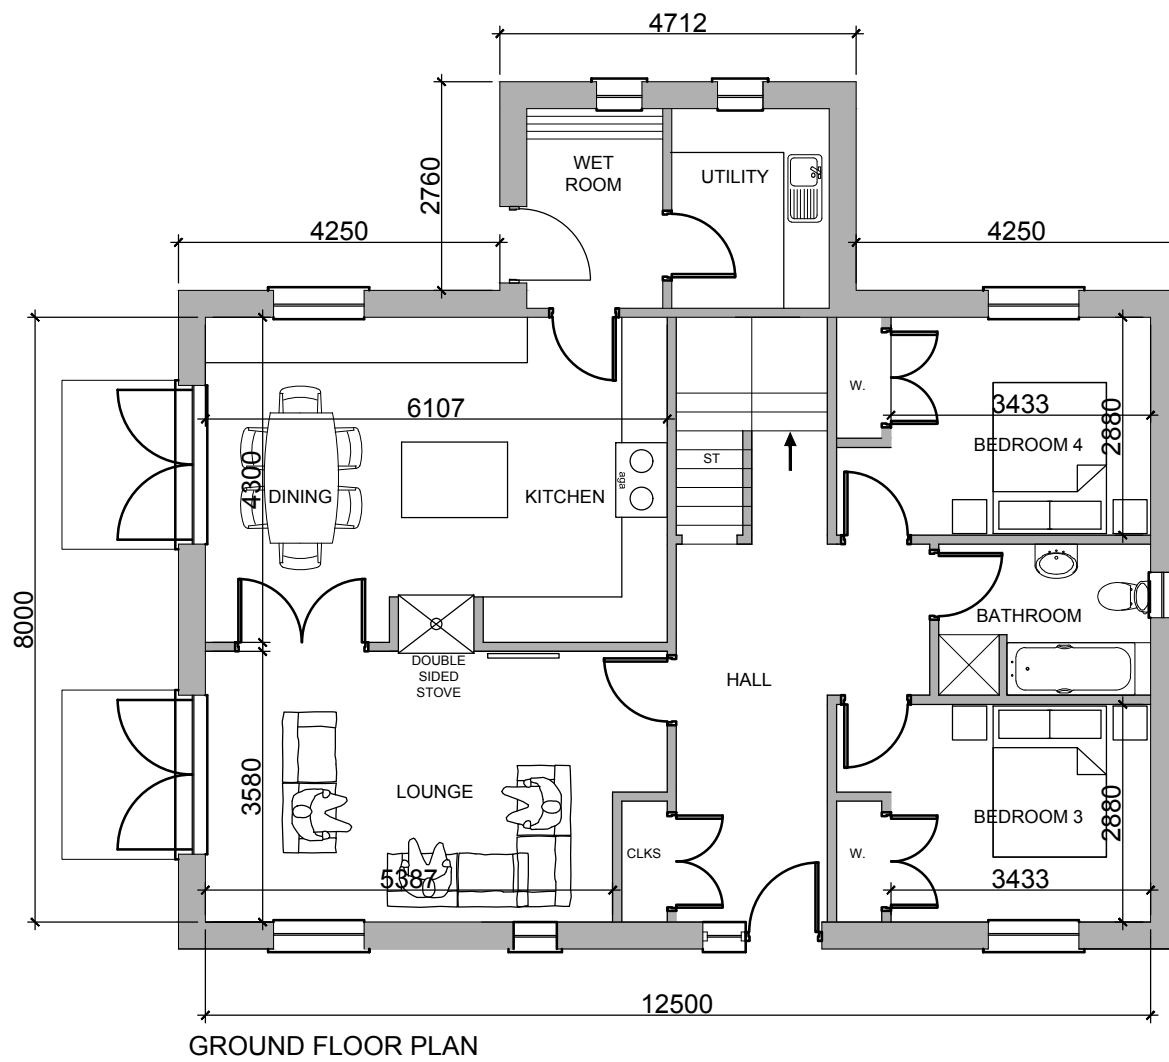 4712
2760
WET
ROOM
UTILITY
4250
4250
6107
W.
3433
2880
BEDROOM 4
ST
4300
DINING
KITCHEN
aga
8000
BATHROOM
DOUBLE
SIDED
STOVE
HALL
3580
LOUNGE
BEDROOM 3
2880
CLKS
W.
5387
3433
12500
GROUND FLOOR PLAN